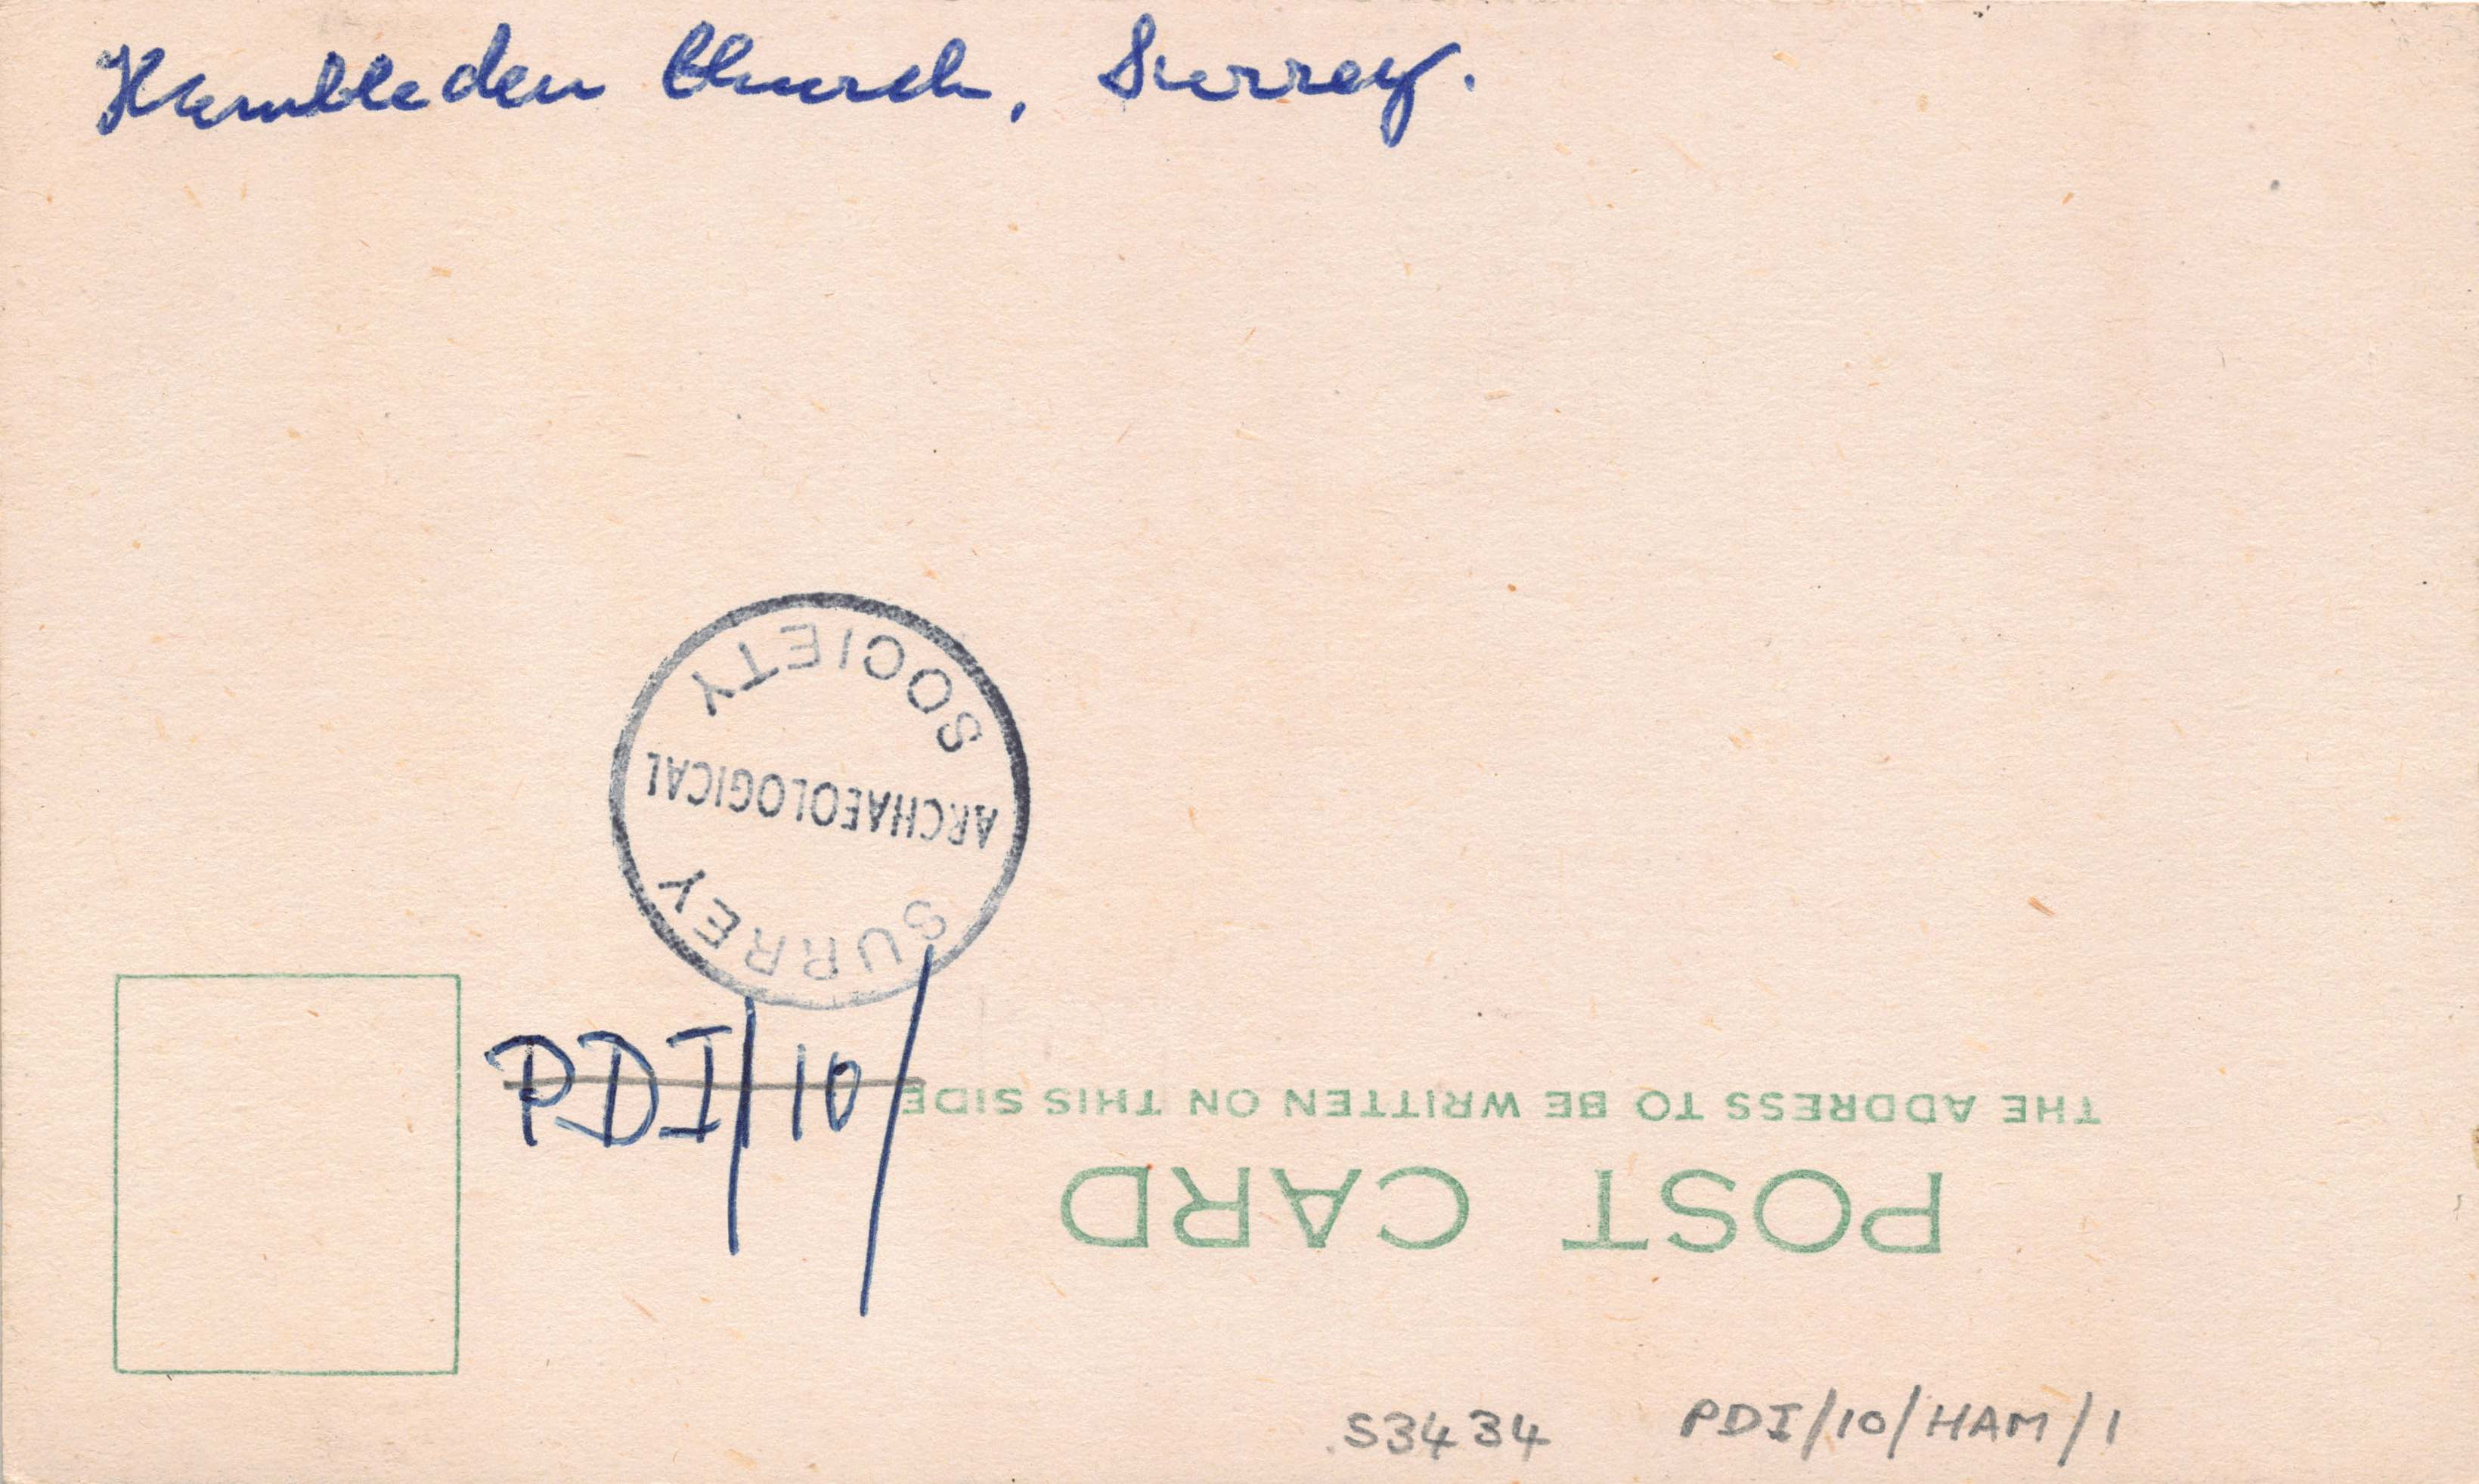 Hambleden Church, Surrey.
SURREY
ARCHAEOLOGICAL
SOCIETY
PDI/10/
THE ADDRESS TO BE WRITTEN ON THIS SIDE
POST CARD
S3434 PDI/10/HAM/1